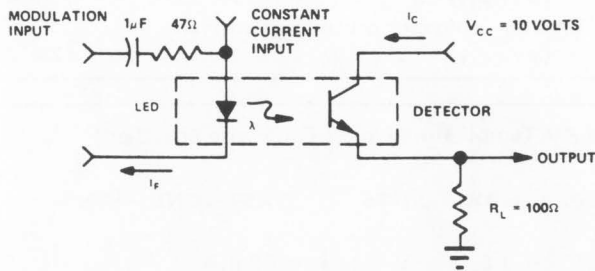 MODULATION
INPUT
1μF
47Ω
CONSTANT
CURRENT
INPUT
I_C
V_CC = 10 VOLTS
LED
λ
DETECTOR
I_F
OUTPUT
R_L = 100Ω